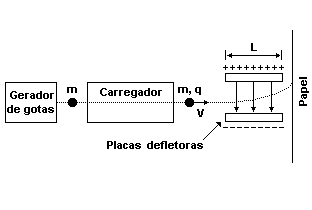 L
+ + + + + + + + + +
Gerador
de gotas
m
Carregador
m, q
V
Placas defletoras
Papel